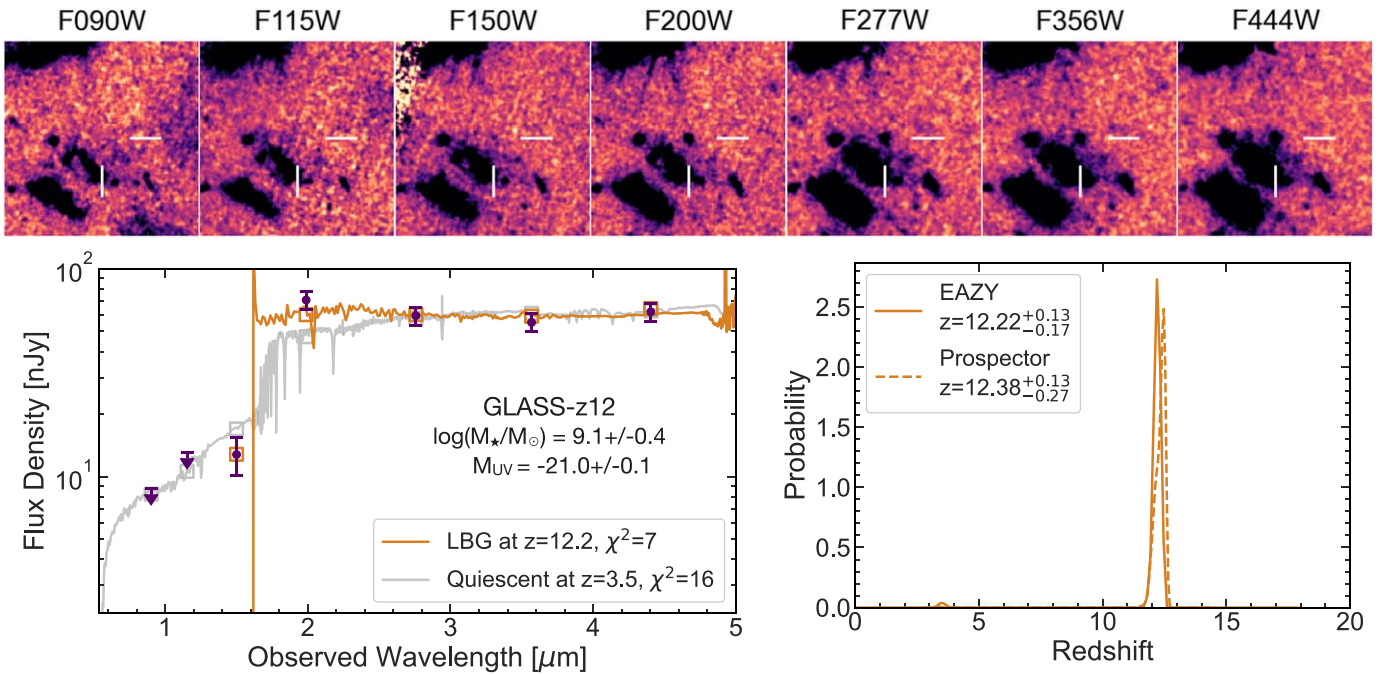 F090W F115W F150W F200W F277W F356W F444W
10²
10¹
Flux Density [nJy]
GLASS-z12
log(M★/M⊙) = 9.1+/-0.4
M_UV = -21.0+/-0.1
LBG at z=12.2, χ²=7
Quiescent at z=3.5, χ²=16
1 2 3 4 5
Observed Wavelength [μm]
2.5
2.0
1.5
1.0
0.5
0.0
Probability
EAZY
z=12.22+0.13
−0.17
Prospector
z=12.38+0.13
−0.27
0 5 10 15 20
Redshift